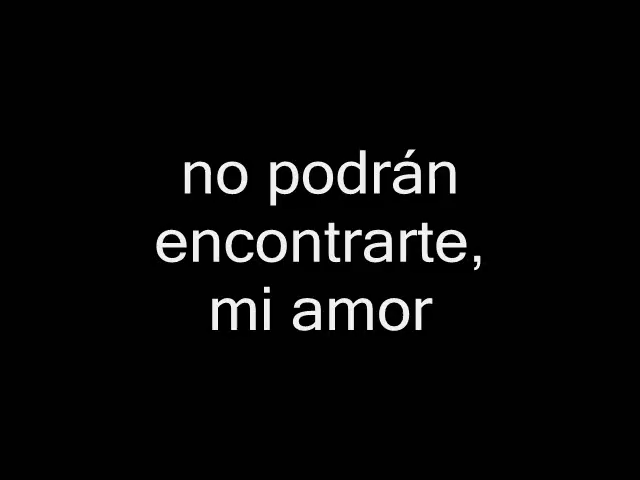 no podrán
encontrarte,
mi amor